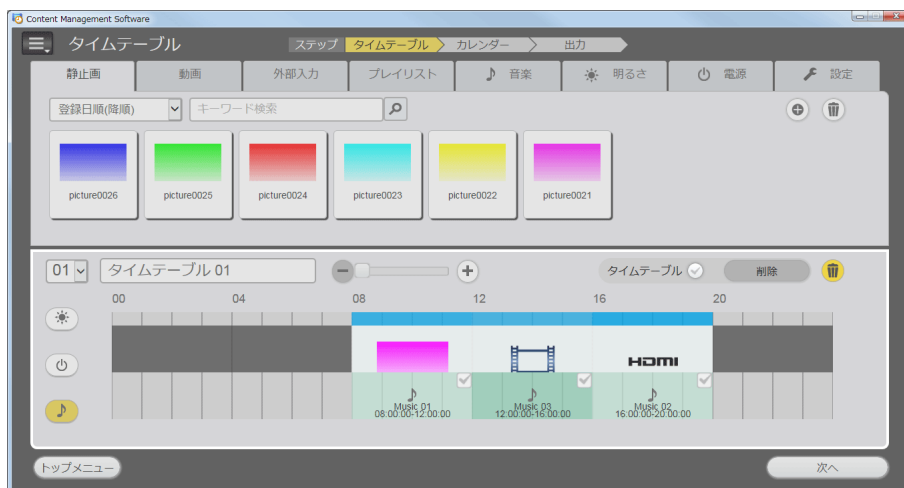 Content Management Software
タイムテーブル
ステップ タイムテーブル カレンダー 出力
静止画 動画 外部入力 プレイリスト 音楽 明るさ 電源 設定
登録日順(降順) キーワード検索
picture0026 picture0025 picture0024 picture0023 picture0022 picture0021
01 タイムテーブル 01 タイムテーブル 削除
00 04 08 12 16 20
HDMI
Music 01 Music 03 Music 02
08:00:00-12:00:00 12:00:00-16:00:00 16:00:00-20:00:00
トップメニュー 次へ